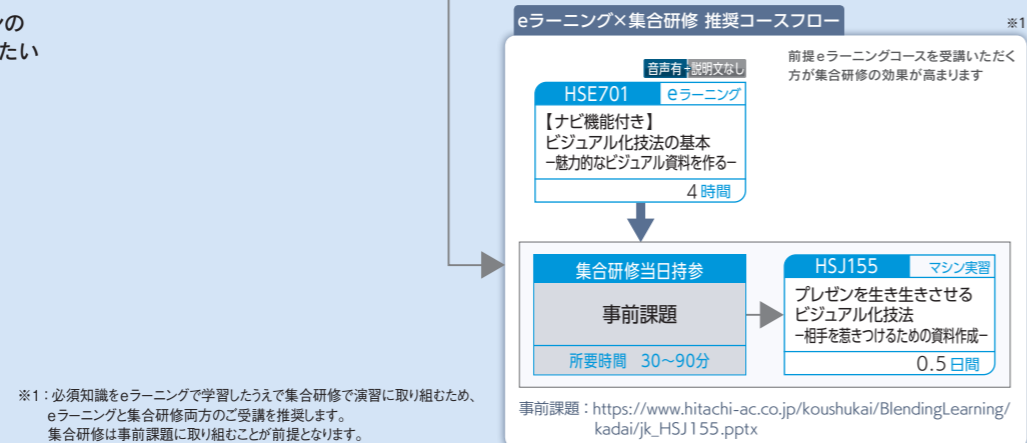 の
たい
eラーニング×集合研修 推奨コースフロー
※1
前提eラーニングコースを受講いただく
方が集合研修の効果が高まります
音声有+説明文なし
HSE701 eラーニング
【ナビ機能付き】
ビジュアル化技法の基本
−魅力的なビジュアル資料を作る−
4時間
集合研修当日持参
事前課題
所要時間 30〜90分
HSJ155 マシン実習
プレゼンを生き生きさせる
ビジュアル化技法
−相手を惹きつけるための資料作成−
0.5日間
※1：必須知識をeラーニングで学習したうえで集合研修で演習に取り組むため、
eラーニングと集合研修両方のご受講を推奨します。
集合研修は事前課題に取り組むことが前提となります。
事前課題：https://www.hitachi-ac.co.jp/koushukai/BlendingLearning/
kadai/jk_HSJ155.pptx